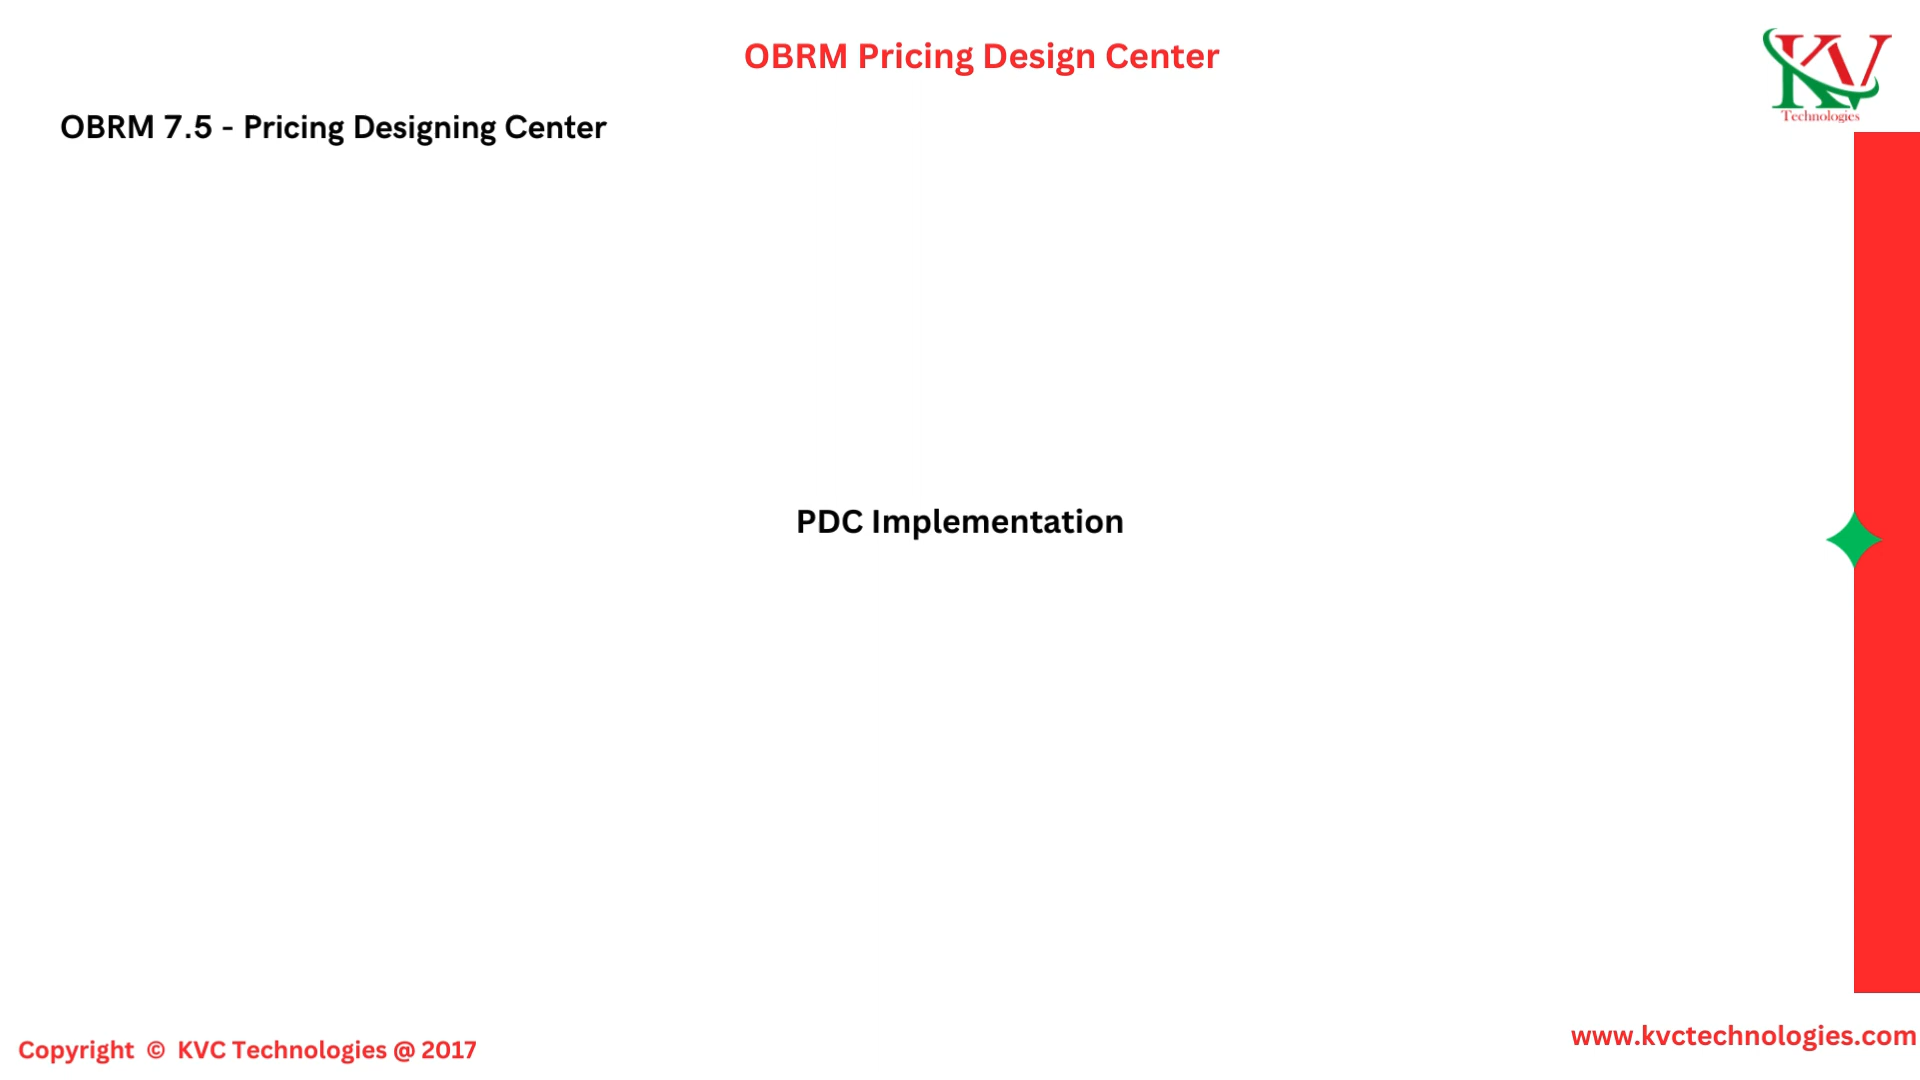 OBRM Pricing Design Center
KV
Technologies
OBRM 7.5 - Pricing Designing Center
PDC Implementation
Copyright © KVC Technologies @ 2017
www.kvctechnologies.com